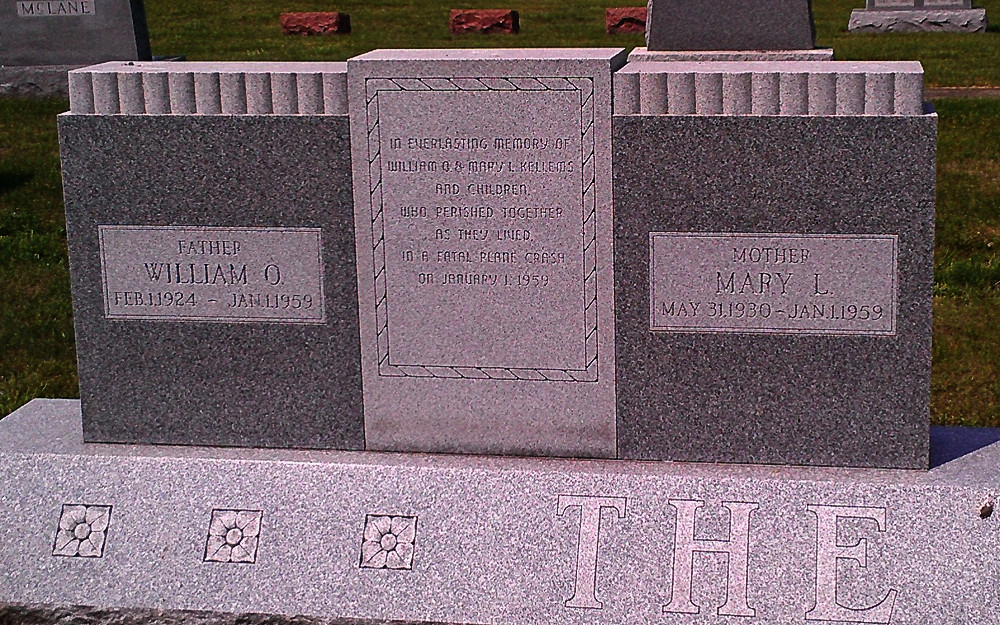 McLANE
IN EVERLASTING MEMORY OF
WILLIAM O. & MARY L. KELLEMS
AND CHILDREN,
WHO PERISHED TOGETHER
AS THEY LIVED,
IN A FATAL PLANE CRASH
ON JANUARY 1, 1959
FATHER
WILLIAM O.
FEB.1,1924 – JAN.1,1959
MOTHER
MARY L.
MAY 31,1930–JAN.1,1959
THE